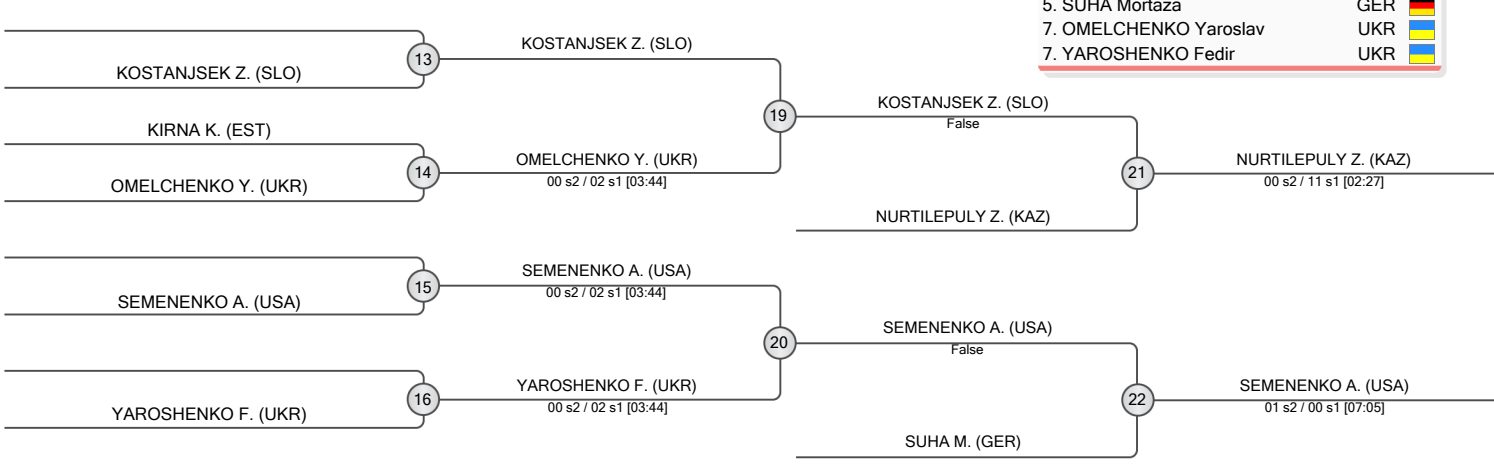 5. SUHA Mortaza GER
7. OMELCHENKO Yaroslav UKR
7. YAROSHENKO Fedir UKR
KOSTANJSEK Z. (SLO)
13
KOSTANJSEK Z. (SLO)
KIRNA K. (EST)
14
OMELCHENKO Y. (UKR)
OMELCHENKO Y. (UKR)
00 s2 / 02 s1 [03:44]
19
KOSTANJSEK Z. (SLO)
False
NURTILEPULY Z. (KAZ)
21
NURTILEPULY Z. (KAZ)
00 s2 / 11 s1 [02:27]
SEMENENKO A. (USA)
15
SEMENENKO A. (USA)
00 s2 / 02 s1 [03:44]
YAROSHENKO F. (UKR)
16
YAROSHENKO F. (UKR)
00 s2 / 02 s1 [03:44]
20
SEMENENKO A. (USA)
False
SUHA M. (GER)
22
SEMENENKO A. (USA)
01 s2 / 00 s1 [07:05]